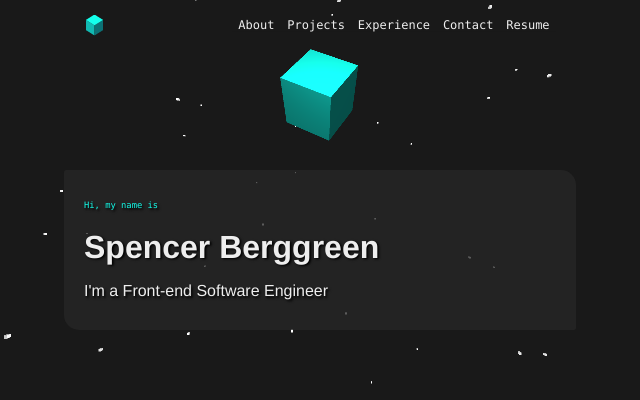 About Projects Experience Contact Resume
Hi, my name is
Spencer Berggreen
I'm a Front-end Software Engineer